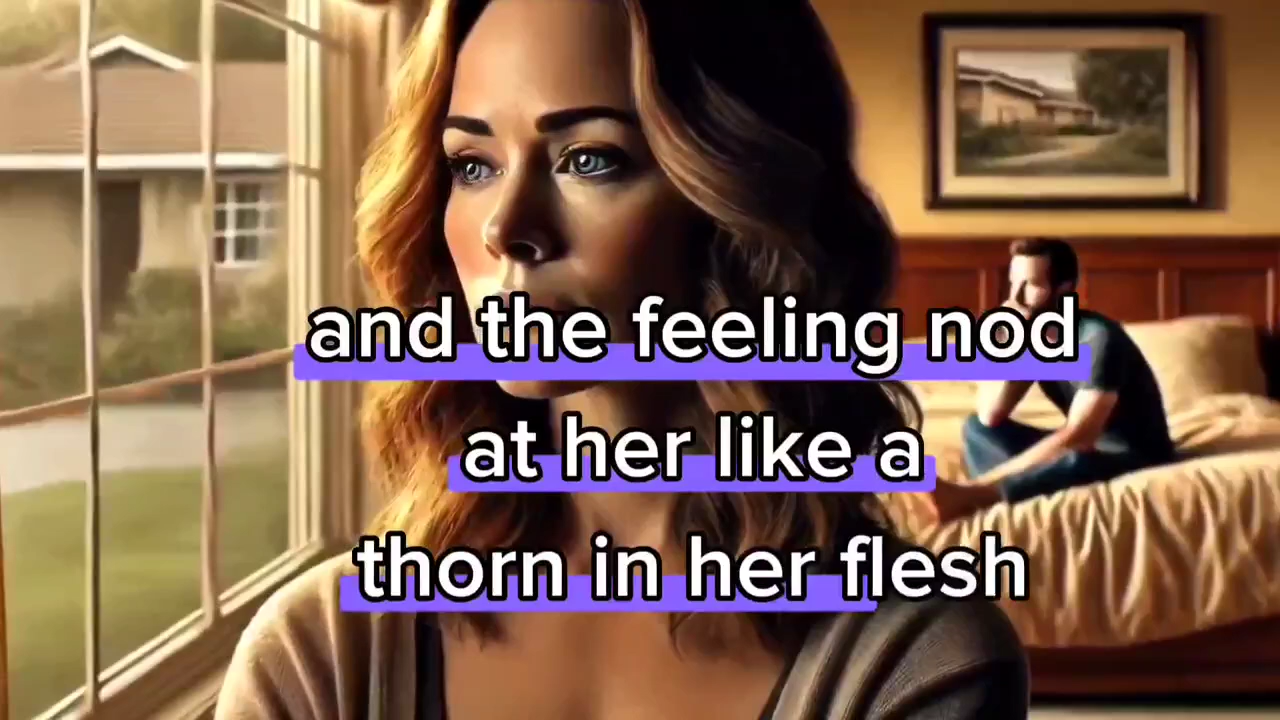 and the feeling nod
at her like a
thorn in her flesh